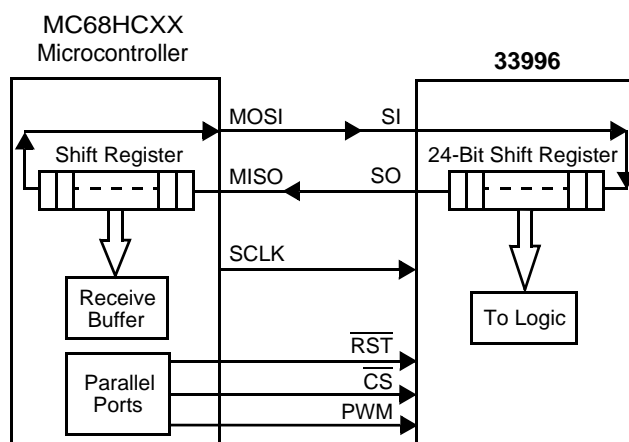 MC68HCXX
Microcontroller
33996
MOSI
SI
Shift Register
24-Bit Shift Register
MISO
SO
SCLK
Receive
Buffer
To Logic
RST
Parallel
Ports
CS
PWM